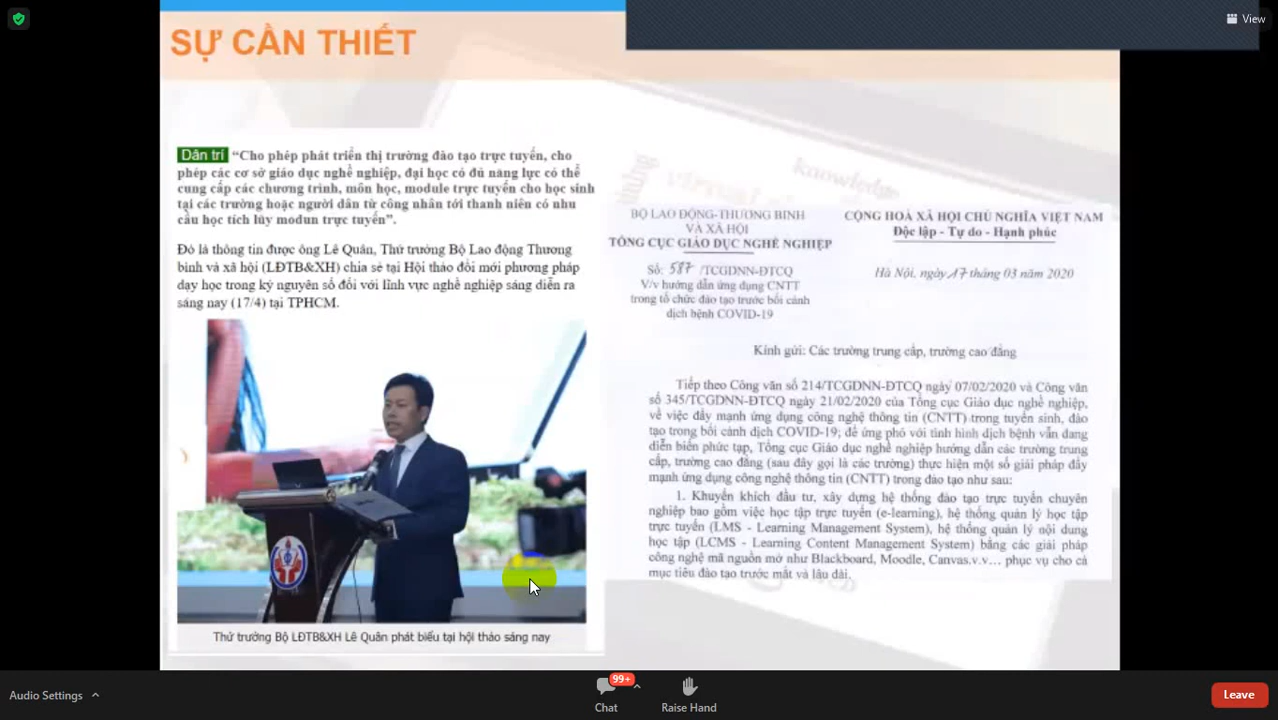 View
SỰ CẦN THIẾT
Dân trí "Cho phép phát triển thị trường đào tạo trực tuyến, cho
phép các cơ sở giáo dục nghề nghiệp, đại học có đủ năng lực có thể
cung cấp các chương trình, môn học, module trực tuyến cho học sinh
tại các trường hoặc người dân từ công nhân tới thanh niên có nhu
cầu học tích lũy modun trực tuyến".
Đó là thông tin được ông Lê Quân, Thứ trưởng Bộ Lao động Thương
binh và xã hội (LĐTB&XH) chia sẻ tại Hội thảo đổi mới phương pháp
dạy học trong kỷ nguyên số đối với lĩnh vực nghề nghiệp sáng diễn ra
sáng nay (17/4) tại TPHCM.
Thứ trưởng Bộ LĐTB&XH Lê Quân phát biểu tại hội thảo sáng nay
knowledge
BỘ LAO ĐỘNG-THƯƠNG BINH
VÀ XÃ HỘI
TỔNG CỤC GIÁO DỤC NGHỀ NGHIỆP
CỘNG HOÀ XÃ HỘI CHỦ NGHĨA VIỆT NAM
Độc lập - Tự do - Hạnh phúc
Số: 587 /TCGDNN-ĐTCQ
V/v hướng dẫn ứng dụng CNTT
trong tổ chức đào tạo trước bối cảnh
dịch bệnh COVID-19
Hà Nội, ngày 17 tháng 03 năm 2020
Kính gửi: Các trường trung cấp, trường cao đẳng
Tiếp theo Công văn số 214/TCGDNN-ĐTCQ ngày 07/02/2020 và Công văn
số 345/TCGDNN-ĐTCQ ngày 21/02/2020 của Tổng cục Giáo dục nghề nghiệp,
về việc đẩy mạnh ứng dụng công nghệ thông tin (CNTT) trong tuyển sinh, đào
tạo trong bối cảnh dịch COVID-19; để ứng phó với tình hình dịch bệnh vẫn đang
diễn biến phức tạp, Tổng cục Giáo dục nghề nghiệp hướng dẫn các trường trung
cấp, trường cao đẳng (sau đây gọi là các trường) thực hiện một số giải pháp đẩy
mạnh ứng dụng công nghệ thông tin (CNTT) trong đào tạo như sau:
1. Khuyến khích đầu tư, xây dựng hệ thống đào tạo trực tuyến chuyên
nghiệp bao gồm việc học tập trực tuyến (e-learning), hệ thống quản lý học tập
trực tuyến (LMS - Learning Management System), hệ thống quản lý nội dung
học tập (LCMS - Learning Content Management System) bằng các giải pháp
công nghệ mã nguồn mở như Blackboard, Moodle, Canvas.v.v... phục vụ cho cả
mục tiêu đào tạo trước mắt và lâu dài.
Audio Settings
99+
Chat
Raise Hand
Leave